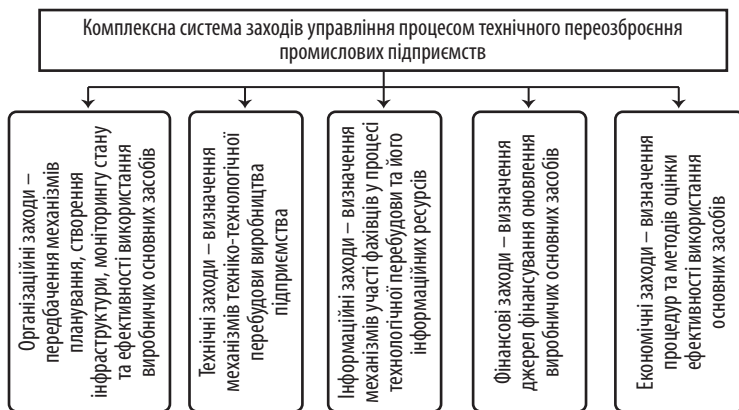 Комплексна система заходів управління процесом технічного переозброєння
промислових підприємств
Організаційні заходи –
передбачення механізмів
планування, створення
інфраструктури, моніторингу стану
та ефективності використання
виробничих основних засобів
Технічні заходи – визначення
механізмів техніко-технологічної
перебудови виробництва
підприємства
Інформаційні заходи – визначення
механізмів участі фахівців у процесі
технологічної перебудови та його
інформаційних ресурсів
Фінансові заходи – визначення
джерел фінансування оновлення
виробничих основних засобів
Економічні заходи – визначення
процедур та методів оцінки
ефективності використання
основних засобів